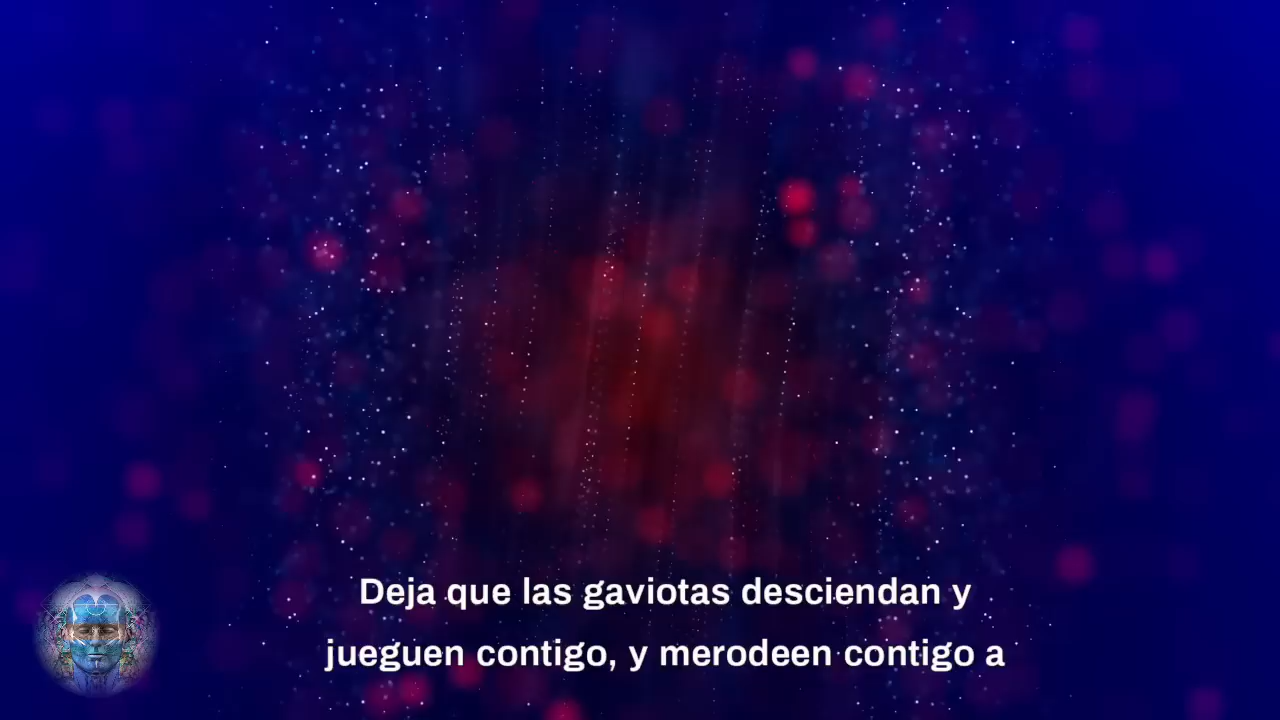 Deja que las gaviotas desciendan y
jueguen contigo, y merodeen contigo a